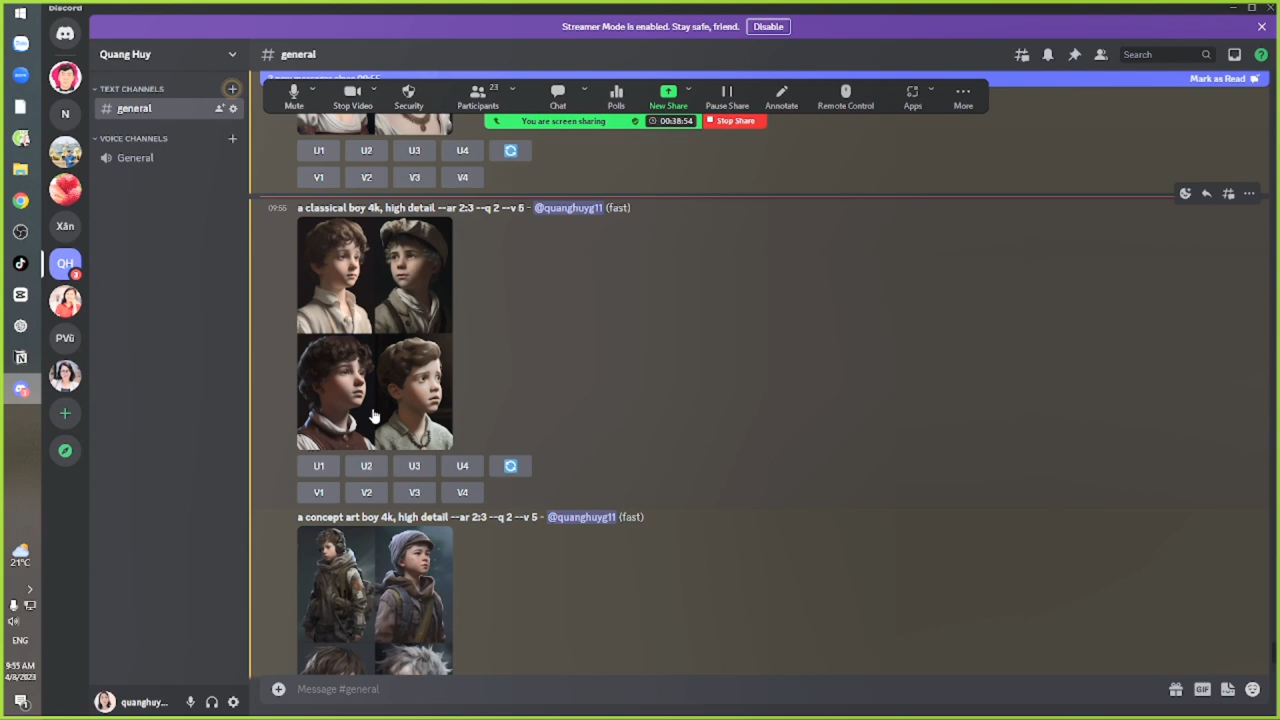 Discord
Streamer Mode is enabled. Stay safe, friend.
Disable
Quang Huy
# general
Search
Mark as Read
TEXT CHANNELS
# general
VOICE CHANNELS
General
Mute
Stop Video
Security
Participants
23
Chat
Polls
New Share
Pause Share
Annotate
Remote Control
Apps
More
You are screen sharing
00:38:54
Stop Share
U1
U2
U3
U4
V1
V2
V3
V4
09:55
a classical boy 4k, high detail --ar 2:3 --q 2 --v 5 - @quanghuyg11 (fast)
U1
U2
U3
U4
V1
V2
V3
V4
a concept art boy 4k, high detail --ar 2:3 --q 2 --v 5 - @quanghuyg11 (fast)
N
Xân
QH
3
PVũ
21°C
ENG
9:55 AM
4/8/2023
quanghuy...
Message #general
GIF